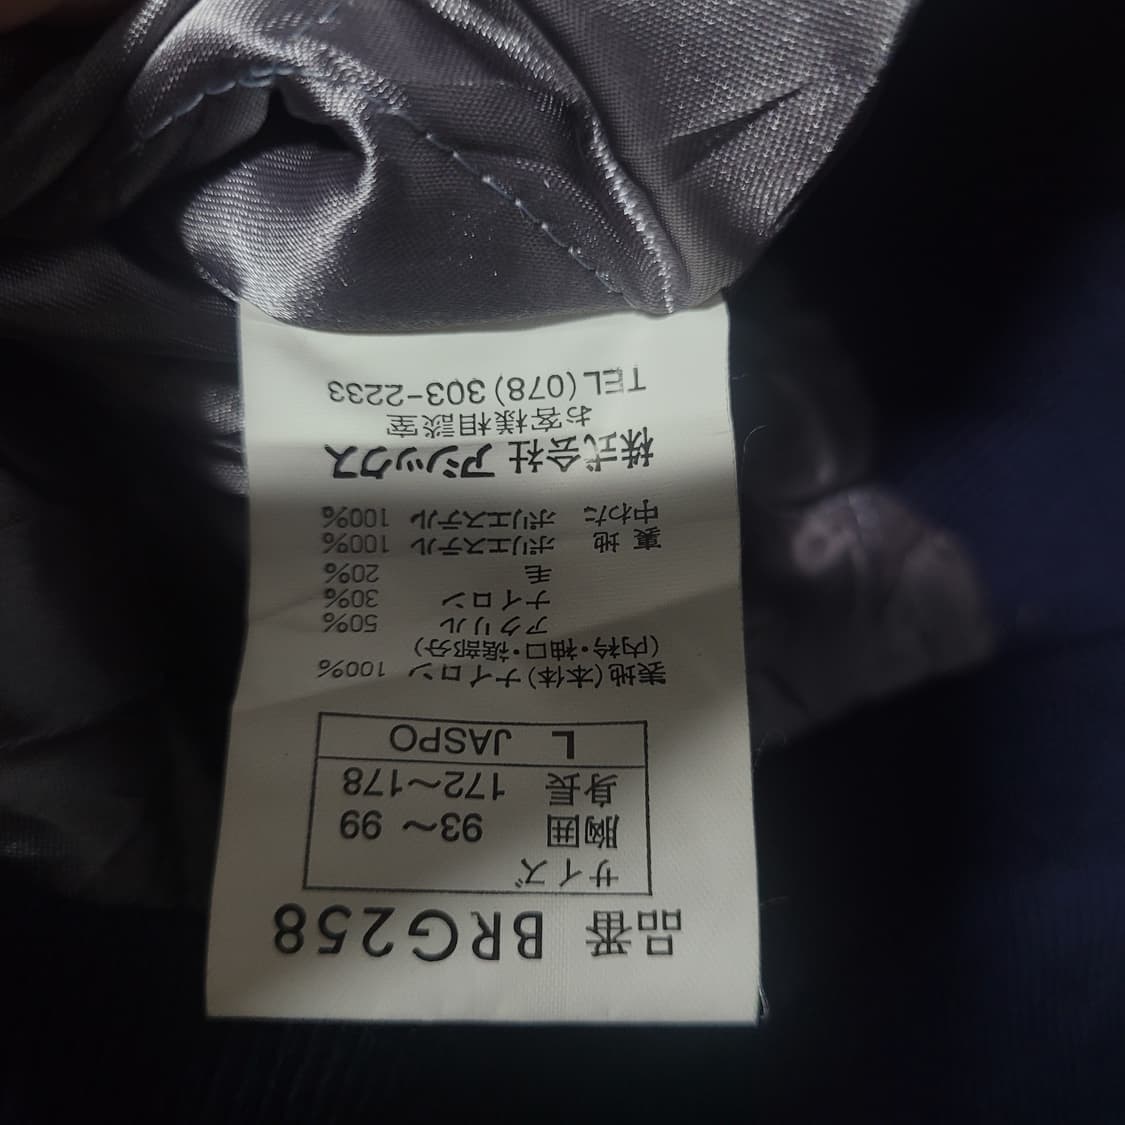 品番 BRG258
サイズ
胸囲 93～ 99
身長 172～178
L JASPO
表地(本体)ナイロン 100%
(内衿・袖口・裾部分)
アクリル 50%
ナイロン 30%
毛 20%
裏 地 ポリエステル 100%
中わた ポリエステル 100%
株式会社 アシックス
お客様相談室
TEL(078)303-2233